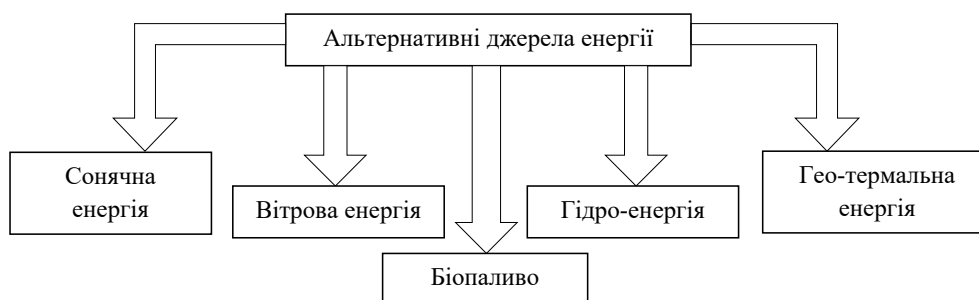 Альтернативні джерела енергії
Сонячна
енергія
Вітрова енергія
Біопаливо
Гідро-енергія
Гео-термальна
енергія